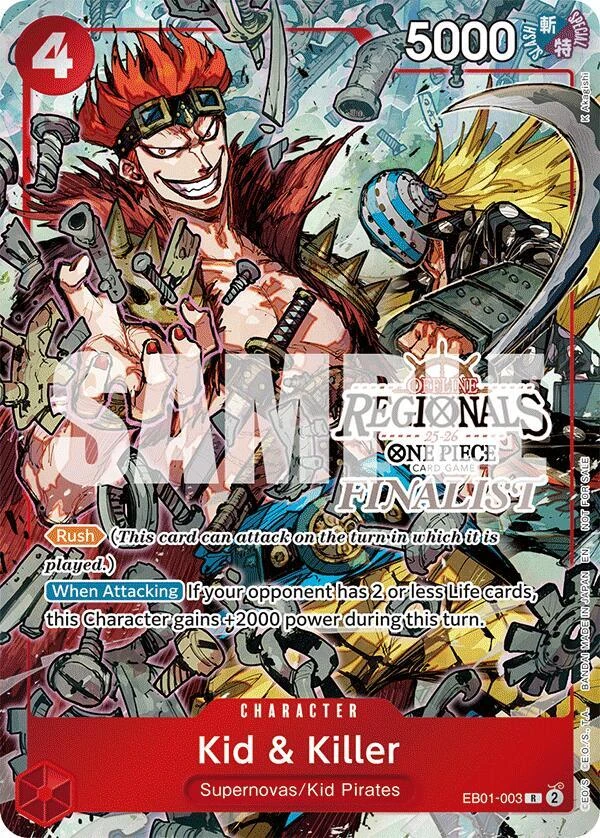 4
5000
SLASH
斬
特
SPECIAL
K Akagishi
SAMPLE
OFFLINE
REGIONALS
25-26
ONE PIECE
CARD GAME
FINALIST
Rush (This card can attack on the turn in which it is
played.)
When Attacking If your opponent has 2 or less Life cards,
this Character gains +2000 power during this turn.
BANDAI MADE IN JAPAN EN NOT FOR SALE
CHARACTER
Kid & Killer
Supernovas/Kid Pirates
EB01-003 R 2